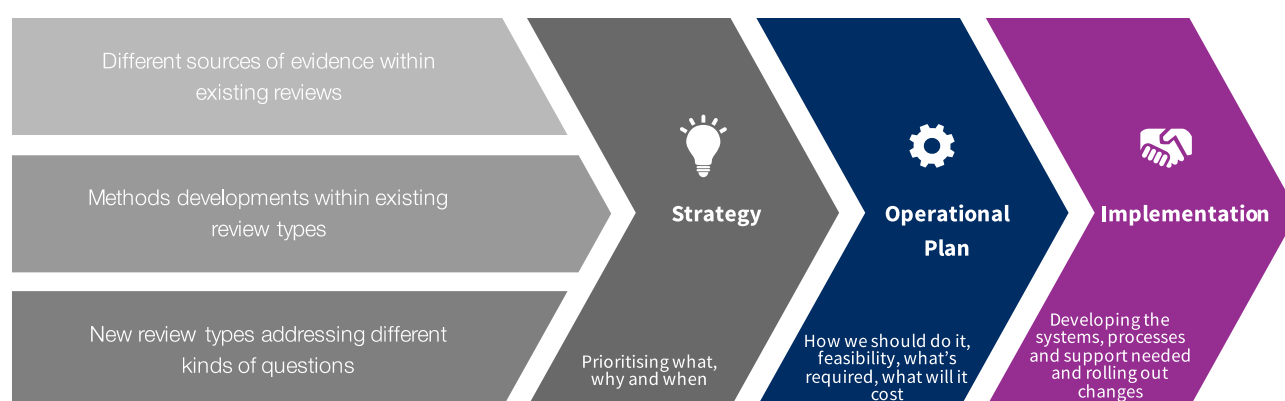 Different sources of evidence within
existing reviews
Methods developments within existing
review types
New review types addressing different
kinds of questions
Strategy
Prioritising what,
why and when
Operational
Plan
How we should do it,
feasibility, what's
required, what will it
cost
Implementation
Developing the
systems, processes
and support needed
and rolling out
changes